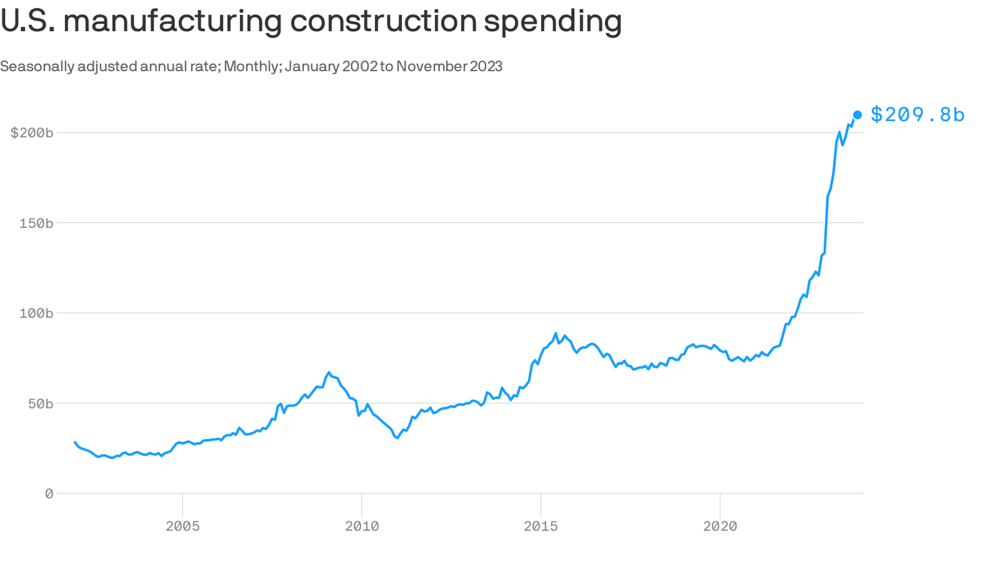 U.S. manufacturing construction spending
Seasonally adjusted annual rate; Monthly; January 2002 to November 2023
$209.8b
$200b
150b
100b
50b
0
2005 2010 2015 2020